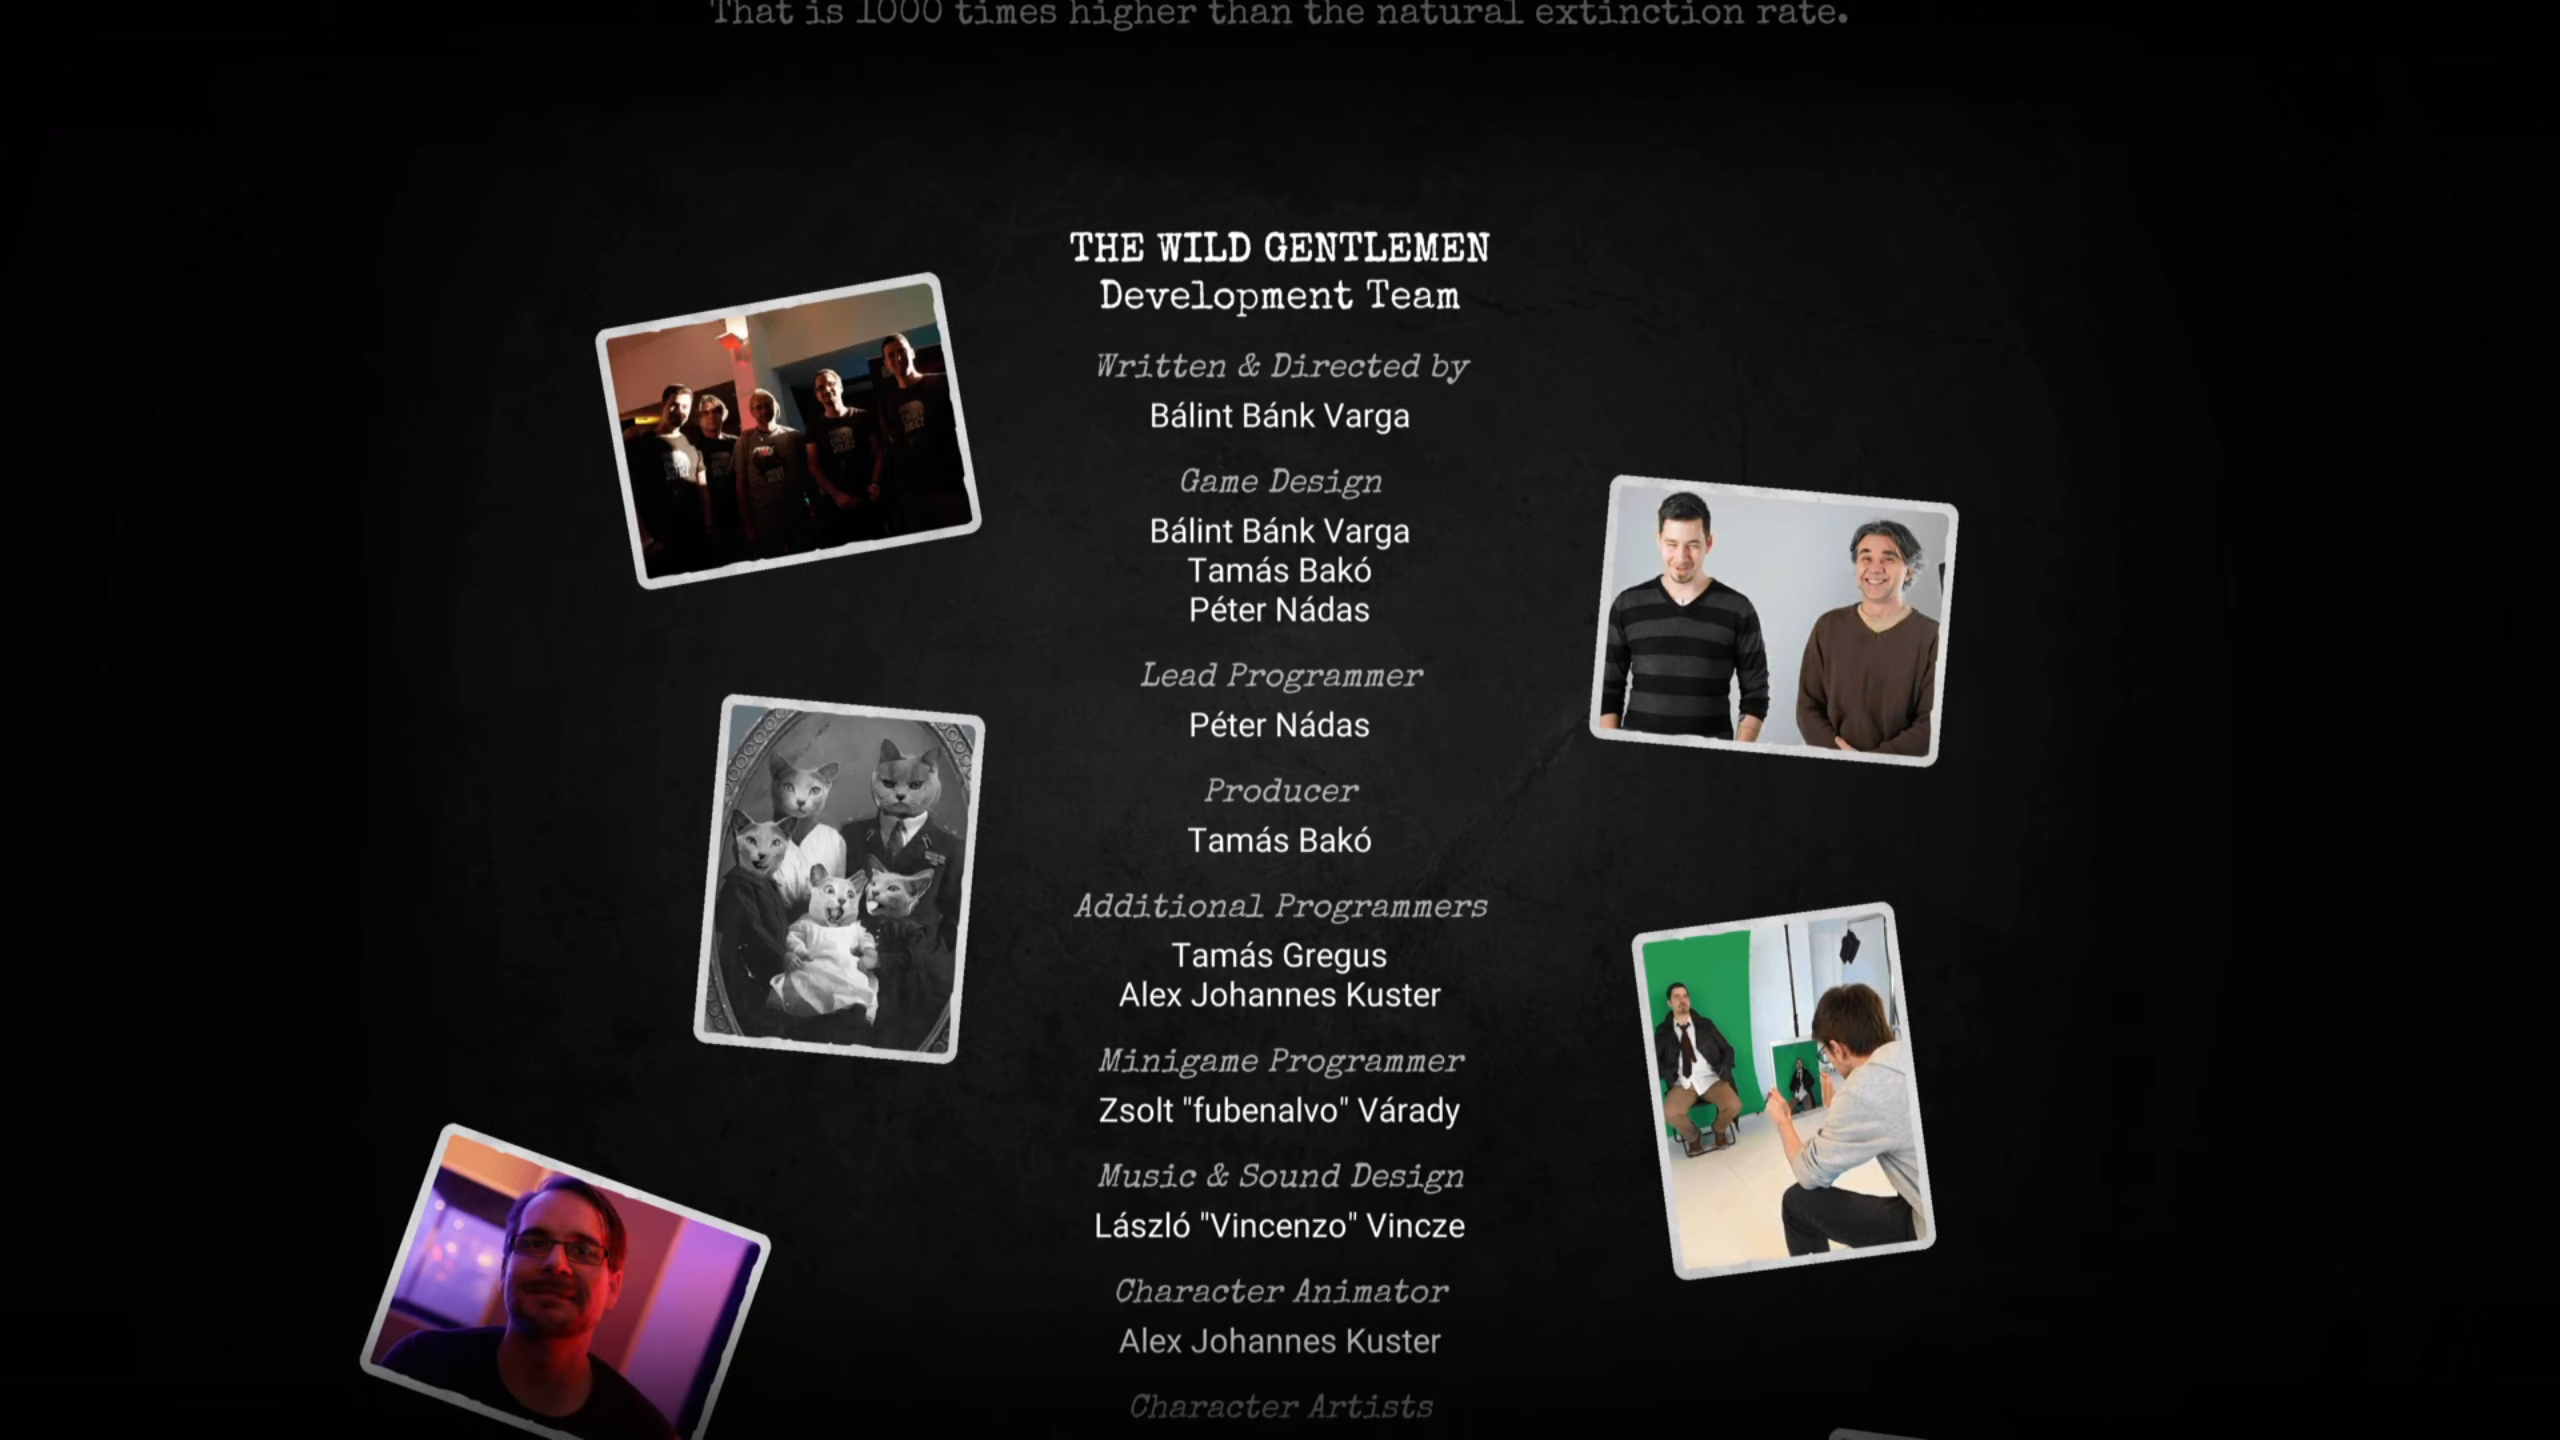 That is 1000 times higher than the natural extinction rate.
THE WILD GENTLEMEN
Development Team
Written & Directed by
Bálint Bánk Varga
Game Design
Bálint Bánk Varga
Tamás Bakó
Péter Nádas
Lead Programmer
Péter Nádas
Producer
Tamás Bakó
Additional Programmers
Tamás Gregus
Alex Johannes Kuster
Minigame Programmer
Zsolt "fubenalvo" Várady
Music & Sound Design
László "Vincenzo" Vincze
Character Animator
Alex Johannes Kuster
Character Artists